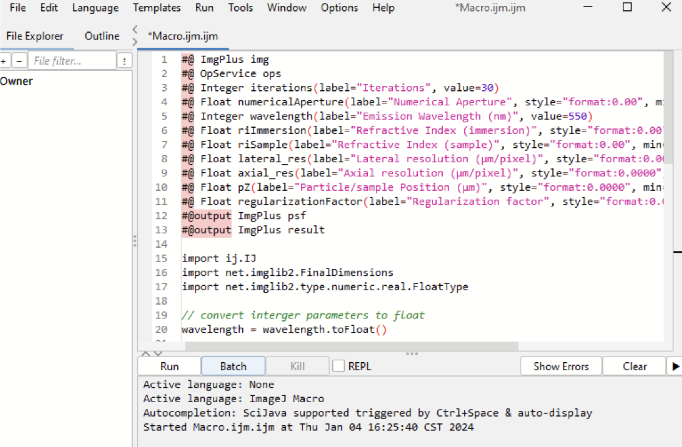 File Edit Language Templates Run Tools Window Options Help *Macro.ijm.ijm
File Explorer Outline *Macro.ijm.ijm
+ - File filter...
Owner
1 #@ ImgPlus img
2 #@ OpService ops
3 #@ Integer iterations(label="Iterations", value=30)
4 #@ Float numericalAperture(label="Numerical Aperture", style="format:0.00", mi
5 #@ Integer wavelength(label="Emission Wavelength (nm)", value=550)
6 #@ Float riImmersion(label="Refractive Index (immersion)", style="format:0.00"
7 #@ Float riSample(label="Refractive Index (sample)", style="format:0.00", min=
8 #@ Float lateral_res(label="Lateral resolution (μm/pixel)", style="format:0.00
9 #@ Float axial_res(label="Axial resolution (μm/pixel)", style="format:0.0000",
10 #@ Float pZ(label="Particle/sample Position (μm)", style="format:0.0000", min=
11 #@ Float regularizationFactor(label="Regularization factor", style="format:0.0
12 #@output ImgPlus psf
13 #@output ImgPlus result
14
15 import ij.IJ
16 import net.imglib2.FinalDimensions
17 import net.imglib2.type.numeric.real.FloatType
18
19 // convert interger parameters to float
20 wavelength = wavelength.toFloat()
Run Batch Kill REPL Show Errors Clear
Active language: None
Active language: ImageJ Macro
Autocompletion: SciJava supported triggered by Ctrl+Space & auto-display
Started Macro.ijm.ijm at Thu Jan 04 16:25:40 CST 2024